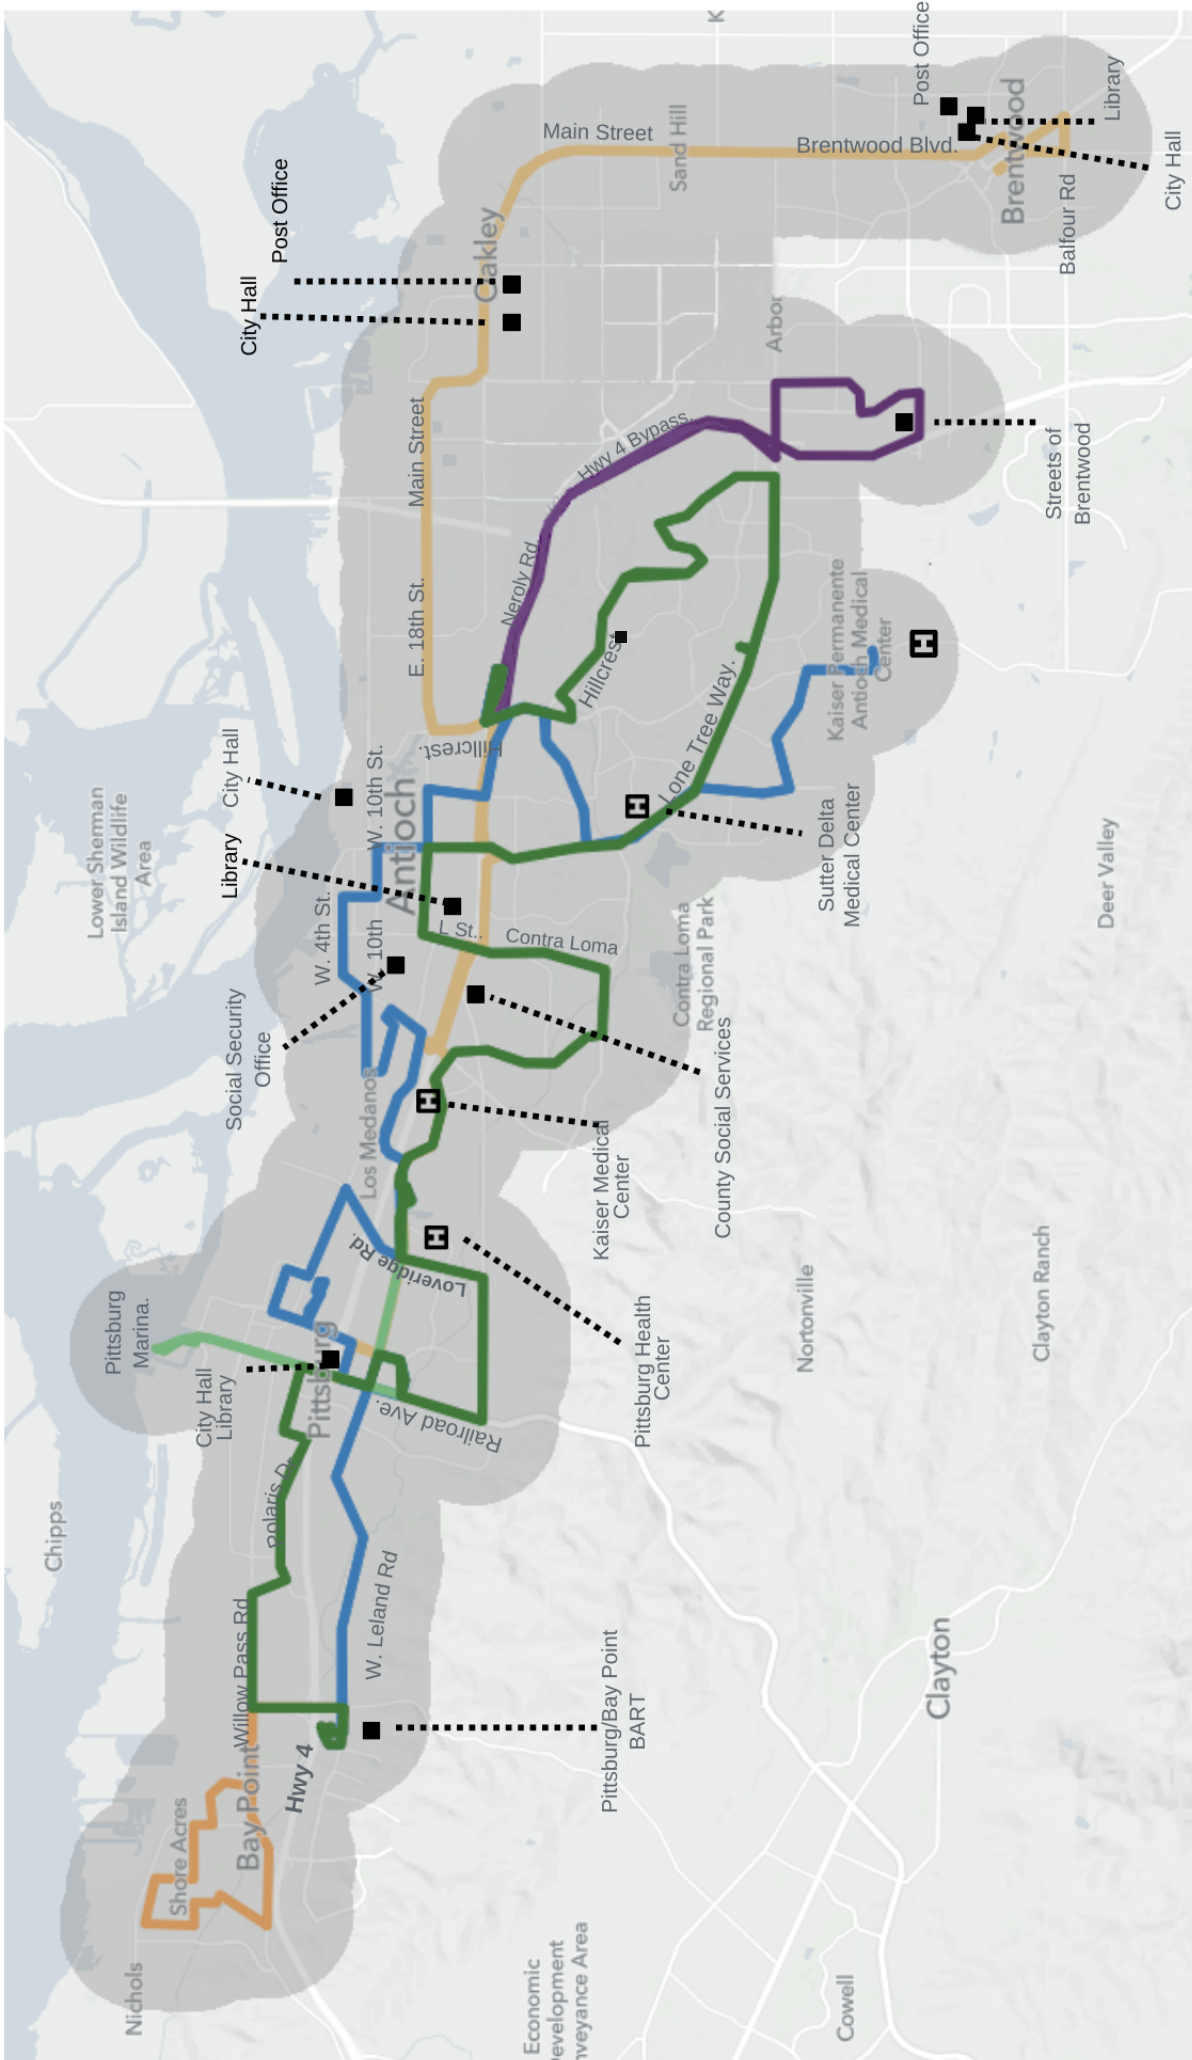 K
Post Office
Library
City Hall
Brentwood
Brentwood Blvd.
Main Street
Sand Hill
Balfour Rd
Post Office
City Hall
Oakley
Arbor
Streets of
Brentwood
Hwy 4 Bypass.
Main Street
Neroly Rd.
E. 18th St.
Hillcrest
Lone Tree Way.
Kaiser Permanente
Antioch Medical
Center
H
Hillcrest.
City Hall
Library
W. 10th St.
Antioch
H
Sutter Delta
Medical Center
Lower Sherman
Island Wildlife
Area
W. 4th St.
W. 10th
L St..
Contra Loma
Contra Loma
Regional Park
Deer Valley
Social Security
Office
County Social Services
Los Medanos
H
Kaiser Medical
Center
H
Pittsburg Health
Center
Loveridge Rd.
Pittsburg
Marina.
City Hall
Library
Pittsburg
Railroad Ave.
Nortonville
Clayton Ranch
Chipps
Polaris Dr
Willow Pass Rd
W. Leland Rd
Pittsburg/Bay Point
BART
Clayton
Hwy 4
Bay Point
Shore Acres
Nichols
Economic
Development
nveyance Area
Cowell